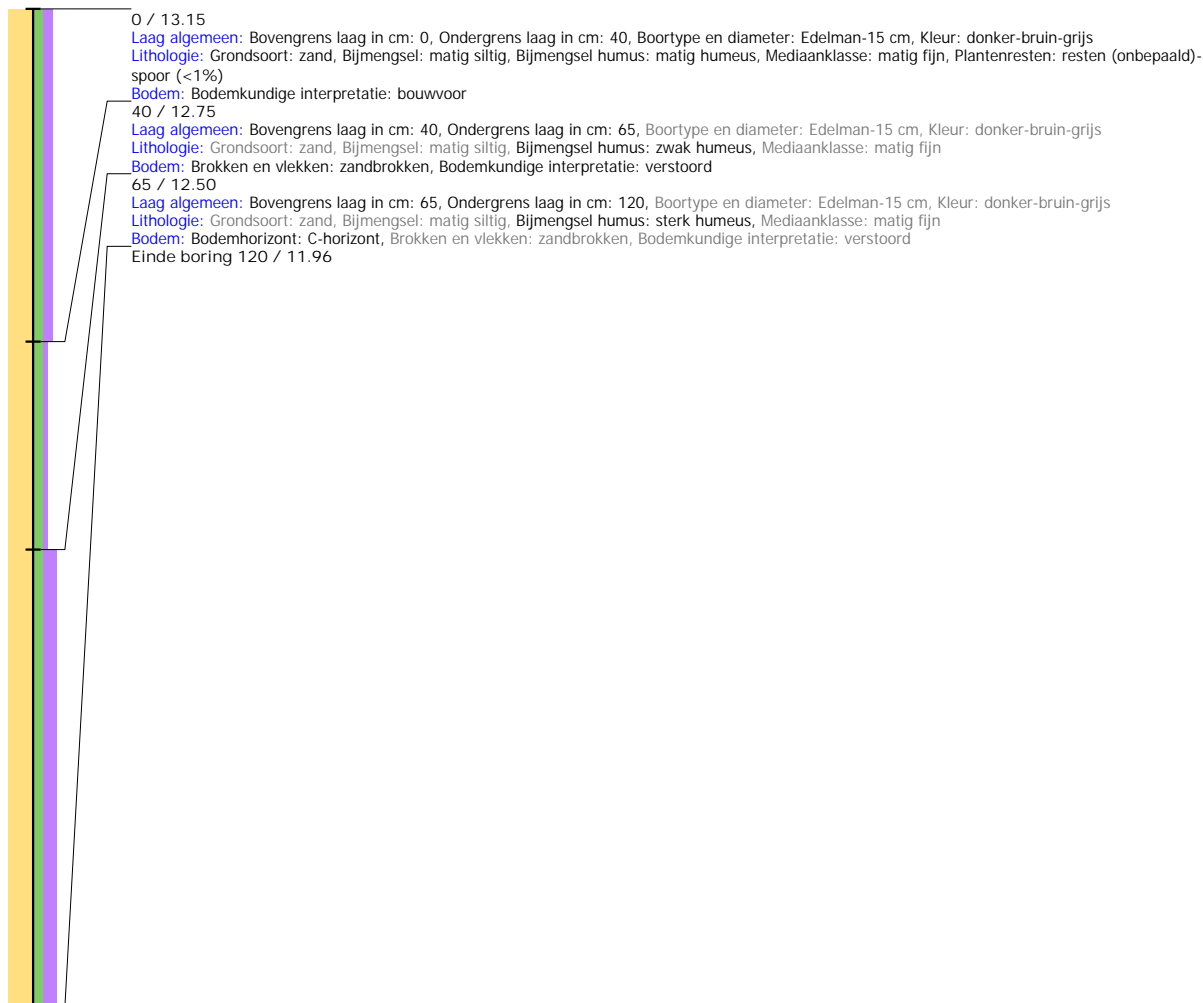 0 / 13.15
Laag algemeen: Bovengrens laag in cm: 0, Ondergrens laag in cm: 40, Boortype en diameter: Edelman-15 cm, Kleur: donker-bruin-grijs
Lithologie: Grondsoort: zand, Bijmengsel: matig siltig, Bijmengsel humus: matig humeus, Mediaanklasse: matig fijn, Plantenresten: resten (onbepaald)-
spoor (<1%)
Bodem: Bodemkundige interpretatie: bouwvoor
40 / 12.75
Laag algemeen: Bovengrens laag in cm: 40, Ondergrens laag in cm: 65, Boortype en diameter: Edelman-15 cm, Kleur: donker-bruin-grijs
Lithologie: Grondsoort: zand, Bijmengsel: matig siltig, Bijmengsel humus: zwak humeus, Mediaanklasse: matig fijn
Bodem: Brokken en vlekken: zandbrokken, Bodemkundige interpretatie: verstoord
65 / 12.50
Laag algemeen: Bovengrens laag in cm: 65, Ondergrens laag in cm: 120, Boortype en diameter: Edelman-15 cm, Kleur: donker-bruin-grijs
Lithologie: Grondsoort: zand, Bijmengsel: matig siltig, Bijmengsel humus: sterk humeus, Mediaanklasse: matig fijn
Bodem: Bodemhorizont: C-horizont, Brokken en vlekken: zandbrokken, Bodemkundige interpretatie: verstoord
Einde boring 120 / 11.96